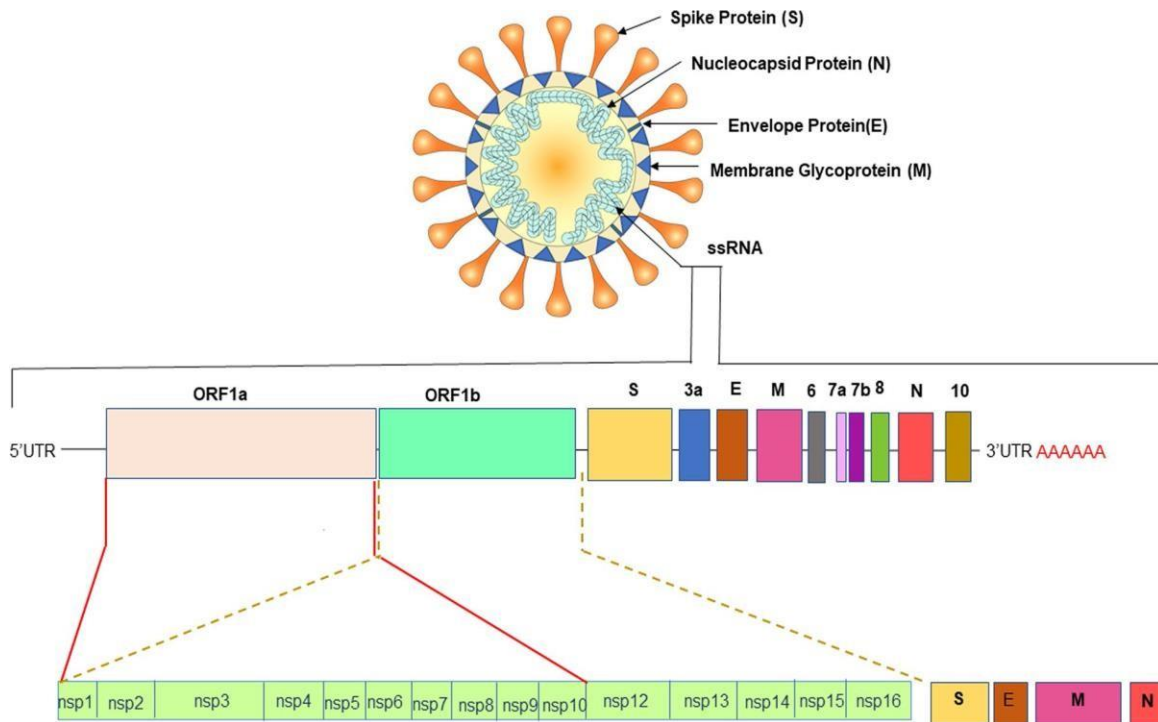 Spike Protein (S)
Nucleocapsid Protein (N)
Envelope Protein(E)
Membrane Glycoprotein (M)
ssRNA
ORF1a ORF1b S 3a E M 6 7a 7b 8 N 10
5'UTR 3'UTR AAAAAA
nsp1 nsp2 nsp3 nsp4 nsp5 nsp6 nsp7 nsp8 nsp9 nsp10 nsp12 nsp13 nsp14 nsp15 nsp16 S E M N